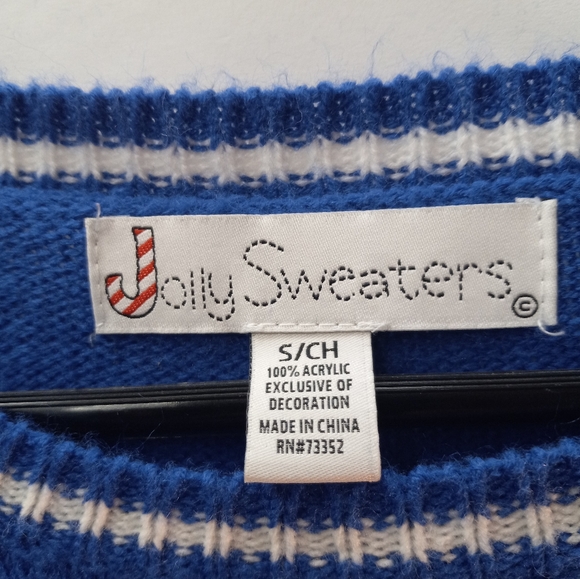 Jolly Sweaters ©
S/CH
100% ACRYLIC
EXCLUSIVE OF
DECORATION
MADE IN CHINA
RN#73352